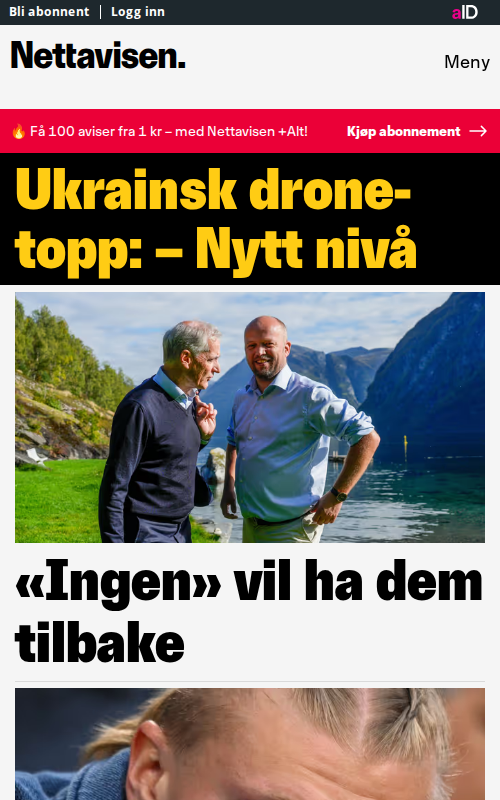 Bli abonnent | Logg inn
aID
Nettavisen.
Meny
🔥 Få 100 aviser fra 1 kr – med Nettavisen +Alt!
Kjøp abonnement →
Ukrainsk drone-
topp: – Nytt nivå
«Ingen» vil ha dem
tilbake